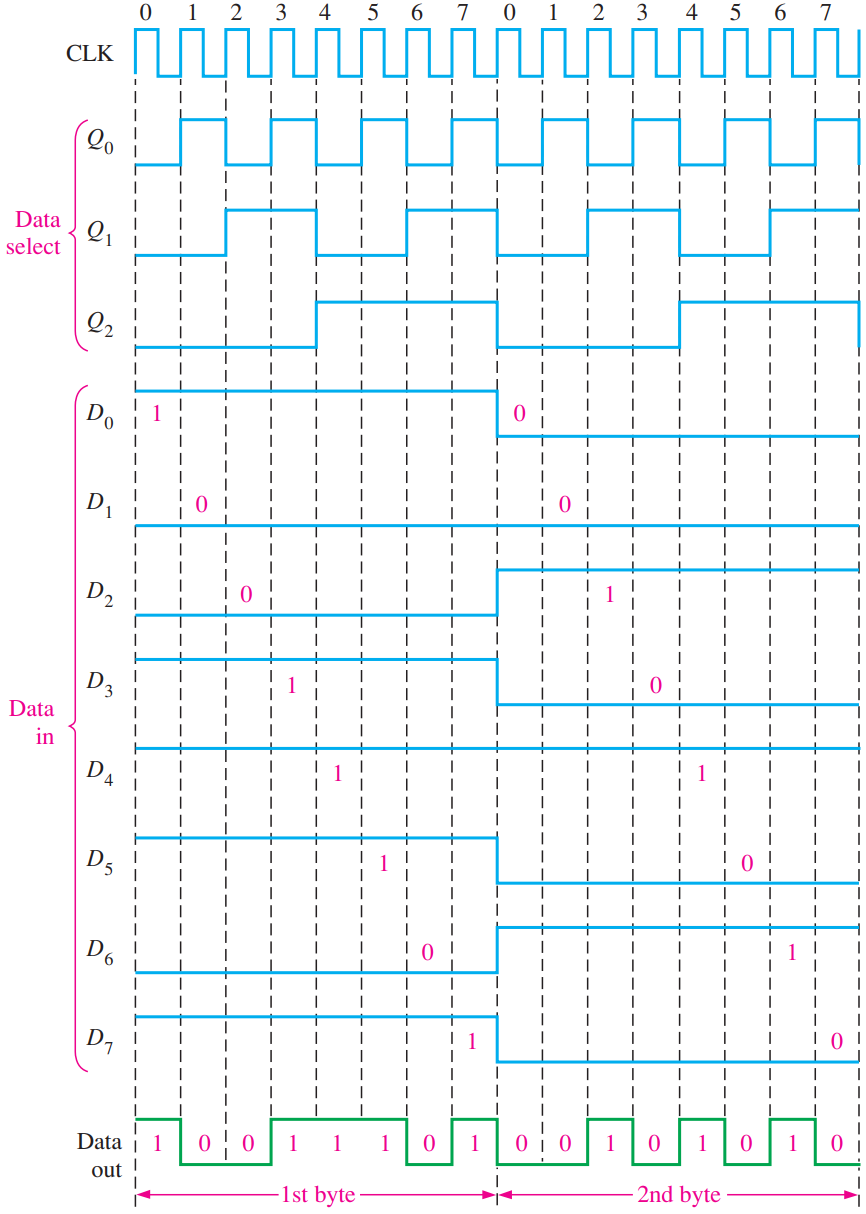 0 1 2 3 4 5 6 7 0 1 2 3 4 5 6 7
CLK
Q0
Data
select
Q1
Q2
D0 1 0
D1 0 0
D2 0 1
D3 1 0
Data
in
D4 1 1
D5 1 0
D6 0 1
D7 1 0
Data
out
1 0 0 1 1 1 0 1 0 0 1 0 1 0 1 0
1st byte 2nd byte